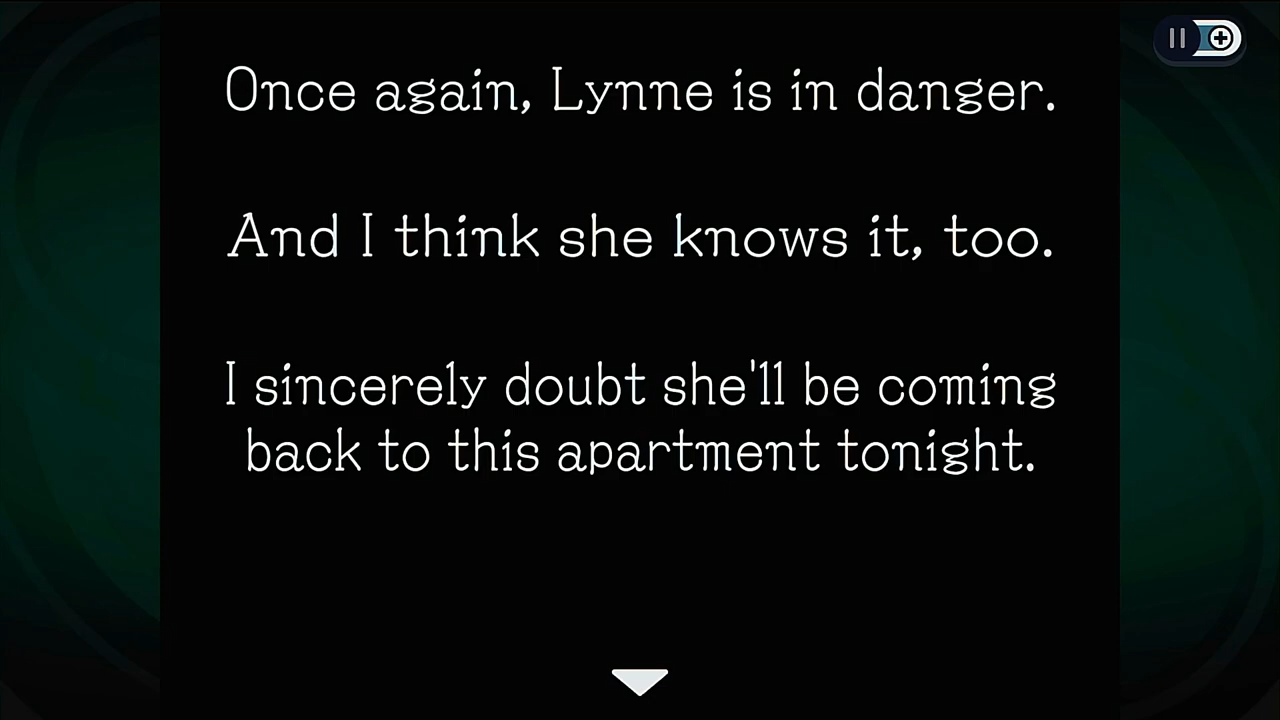 Once again, Lynne is in danger.
And I think she knows it, too.
I sincerely doubt she'll be coming
back to this apartment tonight.